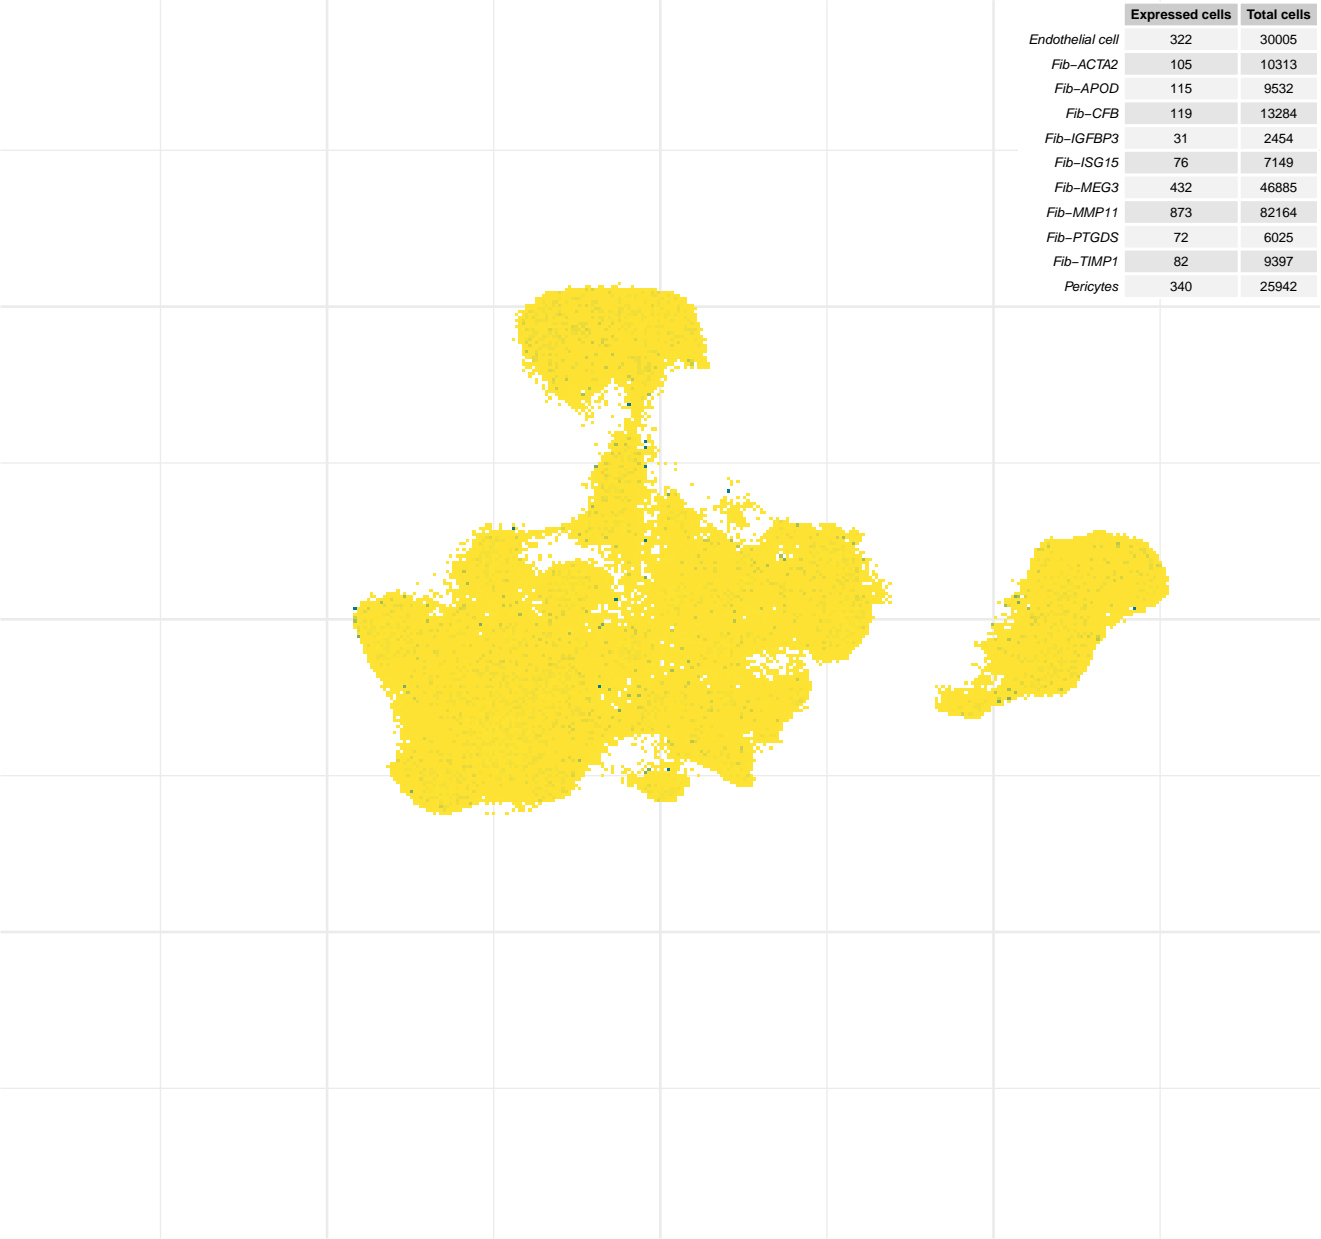 Expressed cells Total cells
Endothelial cell 322 30005
Fib−ACTA2 105 10313
Fib−APOD 115 9532
Fib−CFB 119 13284
Fib−IGFBP3 31 2454
Fib−ISG15 76 7149
Fib−MEG3 432 46885
Fib−MMP11 873 82164
Fib−PTGDS 72 6025
Fib−TIMP1 82 9397
Pericytes 340 25942